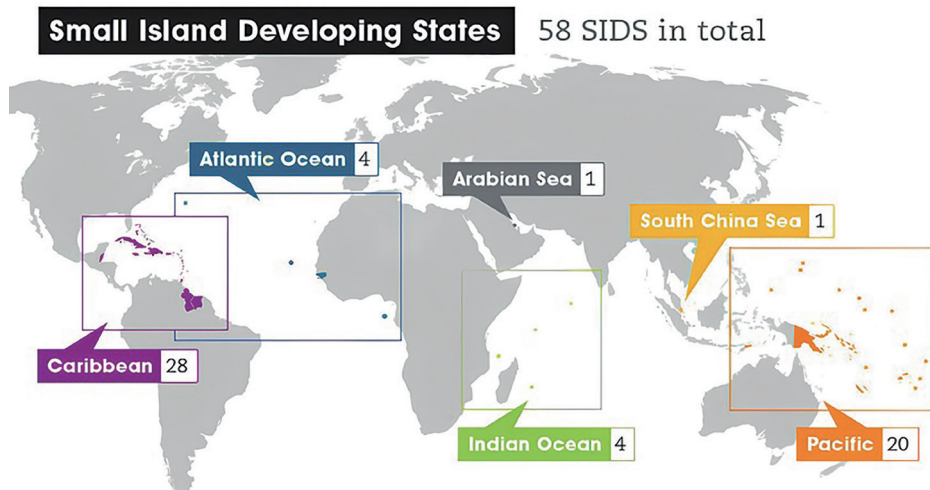 Small Island Developing States 58 SIDS in total
Atlantic Ocean 4
Arabian Sea 1
South China Sea 1
Caribbean 28
Indian Ocean 4
Pacific 20